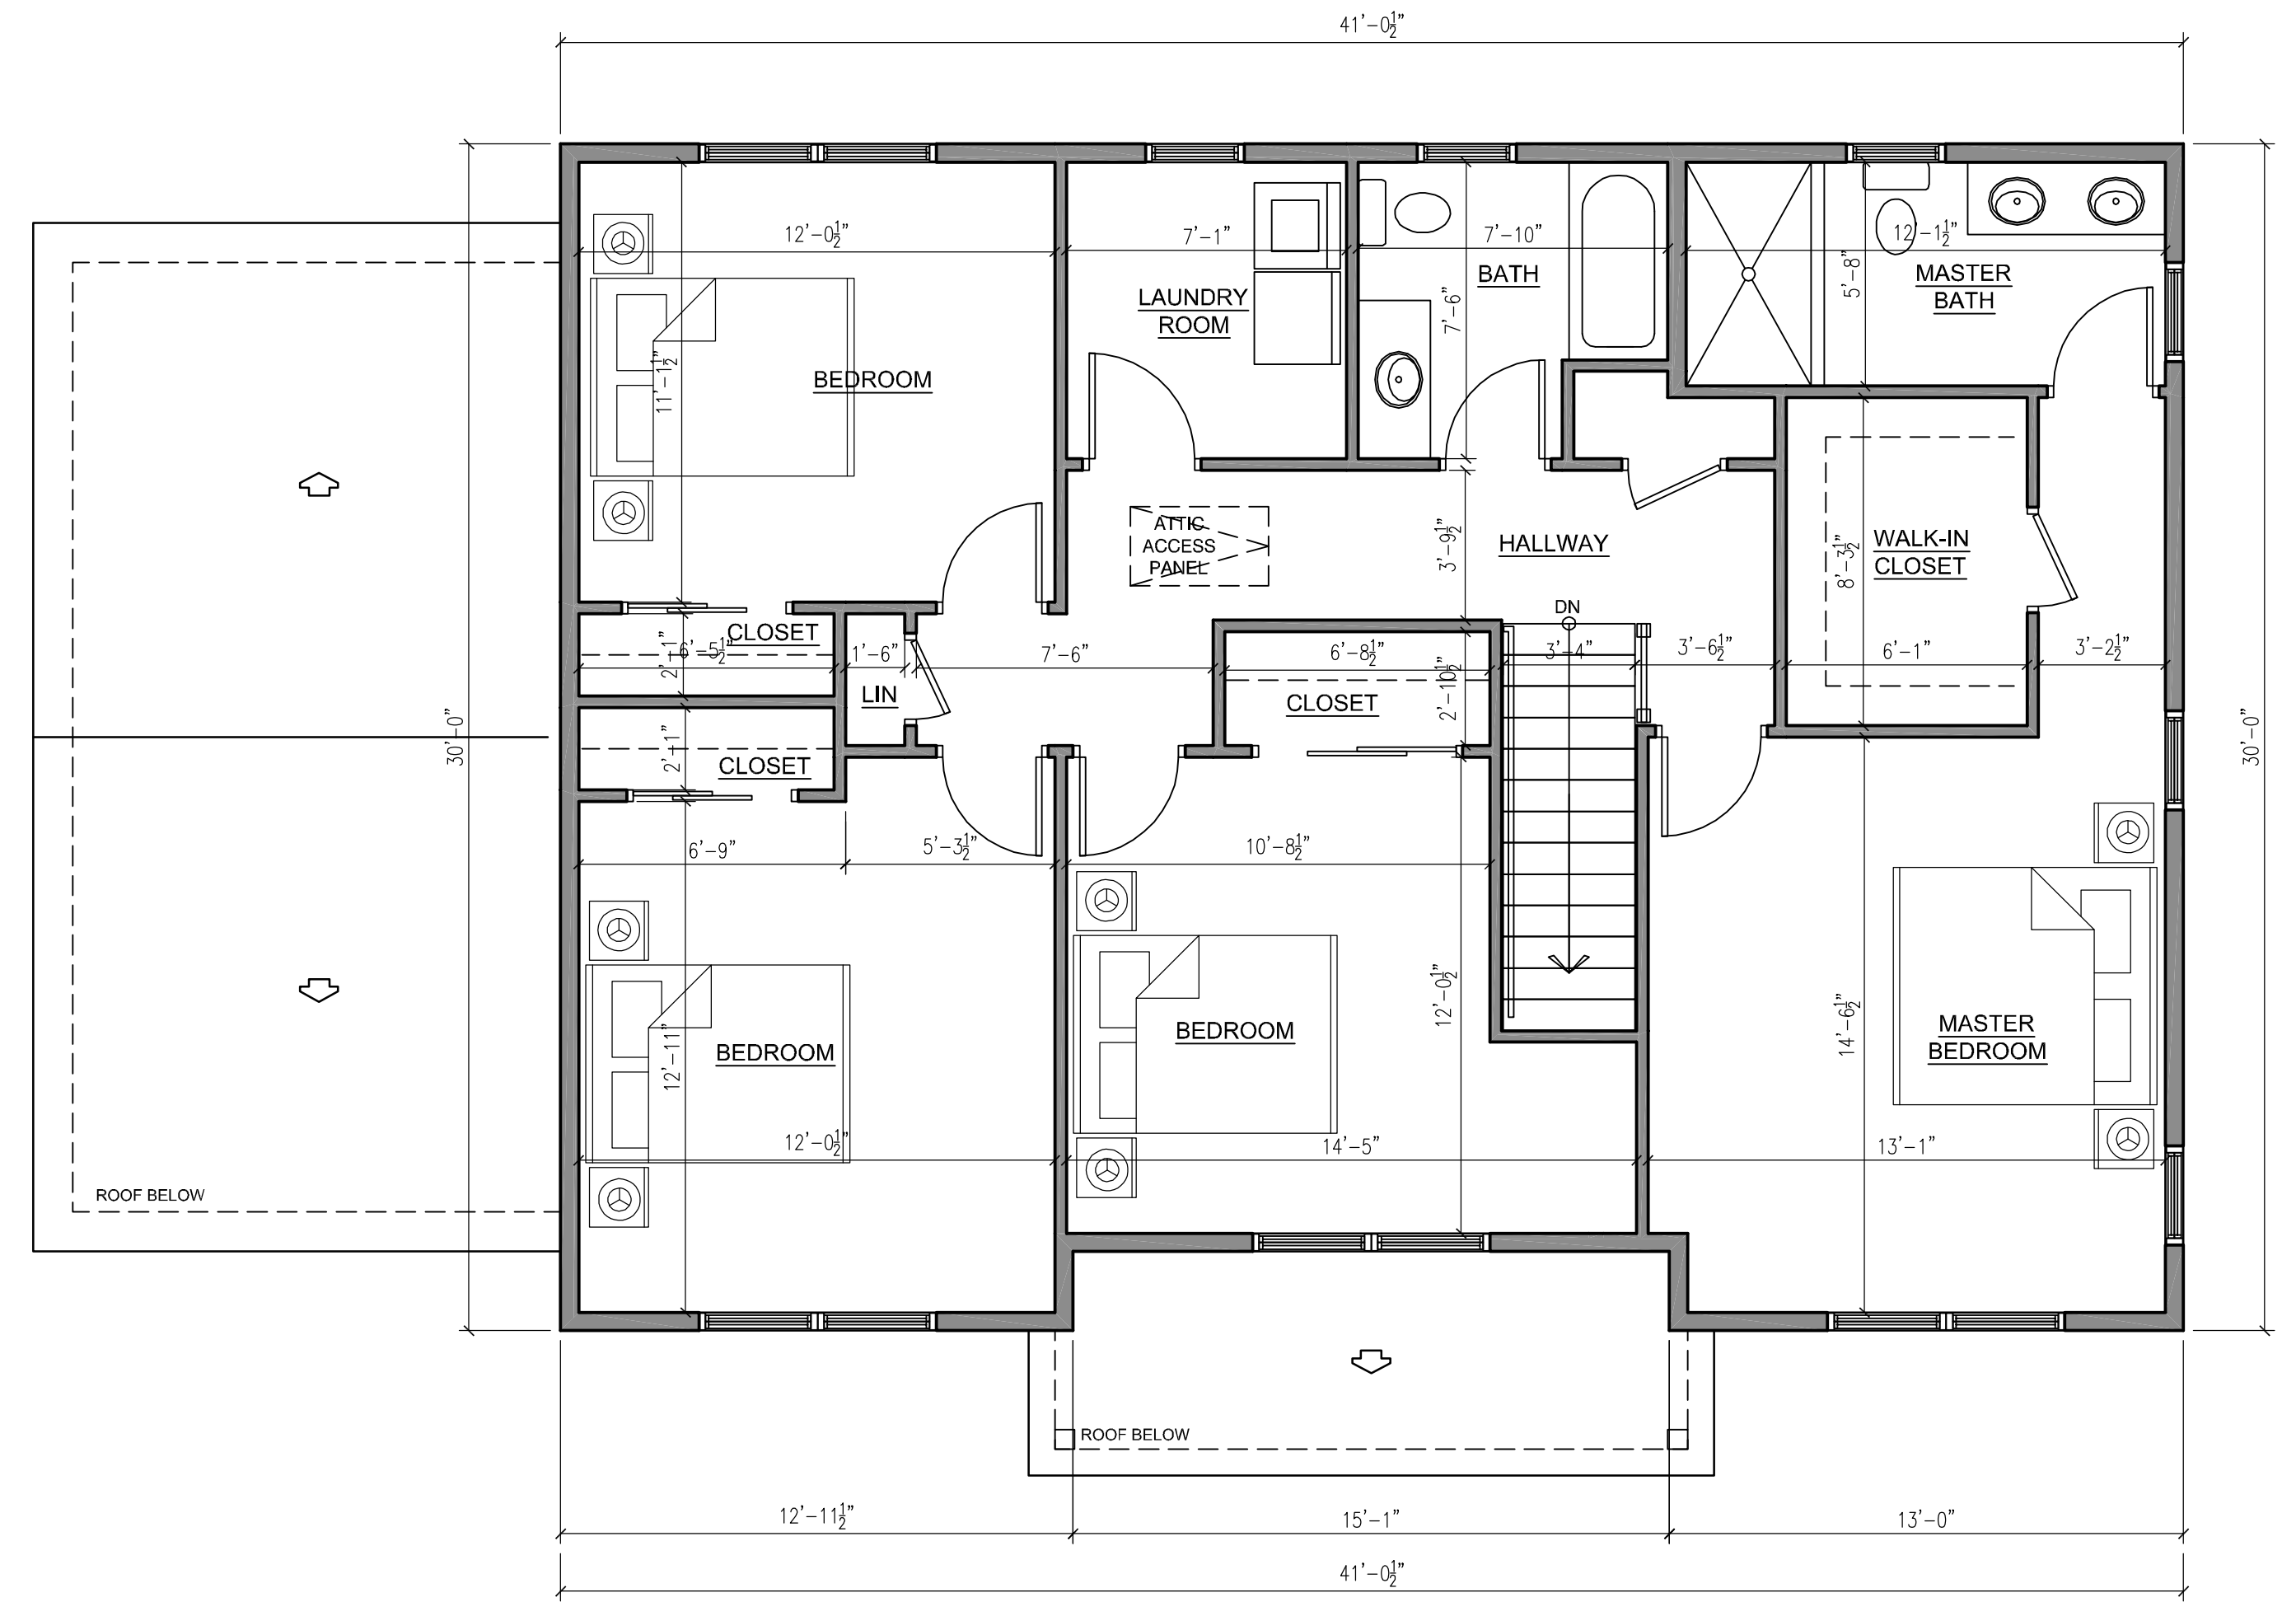 41'-0½"
12'-0½"
7'-1"
7'-10"
12'-1½"
5'-8"
BATH
MASTER
BATH
LAUNDRY
ROOM
7'-6"
11'-1½"
BEDROOM
ATTIC
ACCESS
PANEL
3'-9½"
HALLWAY
WALK-IN
CLOSET
8'-3½"
DN
CLOSET
2'-1"
6'-5½"
1'-6"
7'-6"
6'-8½"
3'-4"
3'-6½"
6'-1"
3'-2½"
LIN
CLOSET
2'-10½"
30'-0"
30'-0"
2'-1"
CLOSET
6'-9"
5'-3½"
10'-8½"
12'-0½"
14'-6½"
MASTER
BEDROOM
BEDROOM
12'-11"
BEDROOM
12'-0½"
14'-5"
13'-1"
ROOF BELOW
ROOF BELOW
12'-11½"
15'-1"
13'-0"
41'-0½"